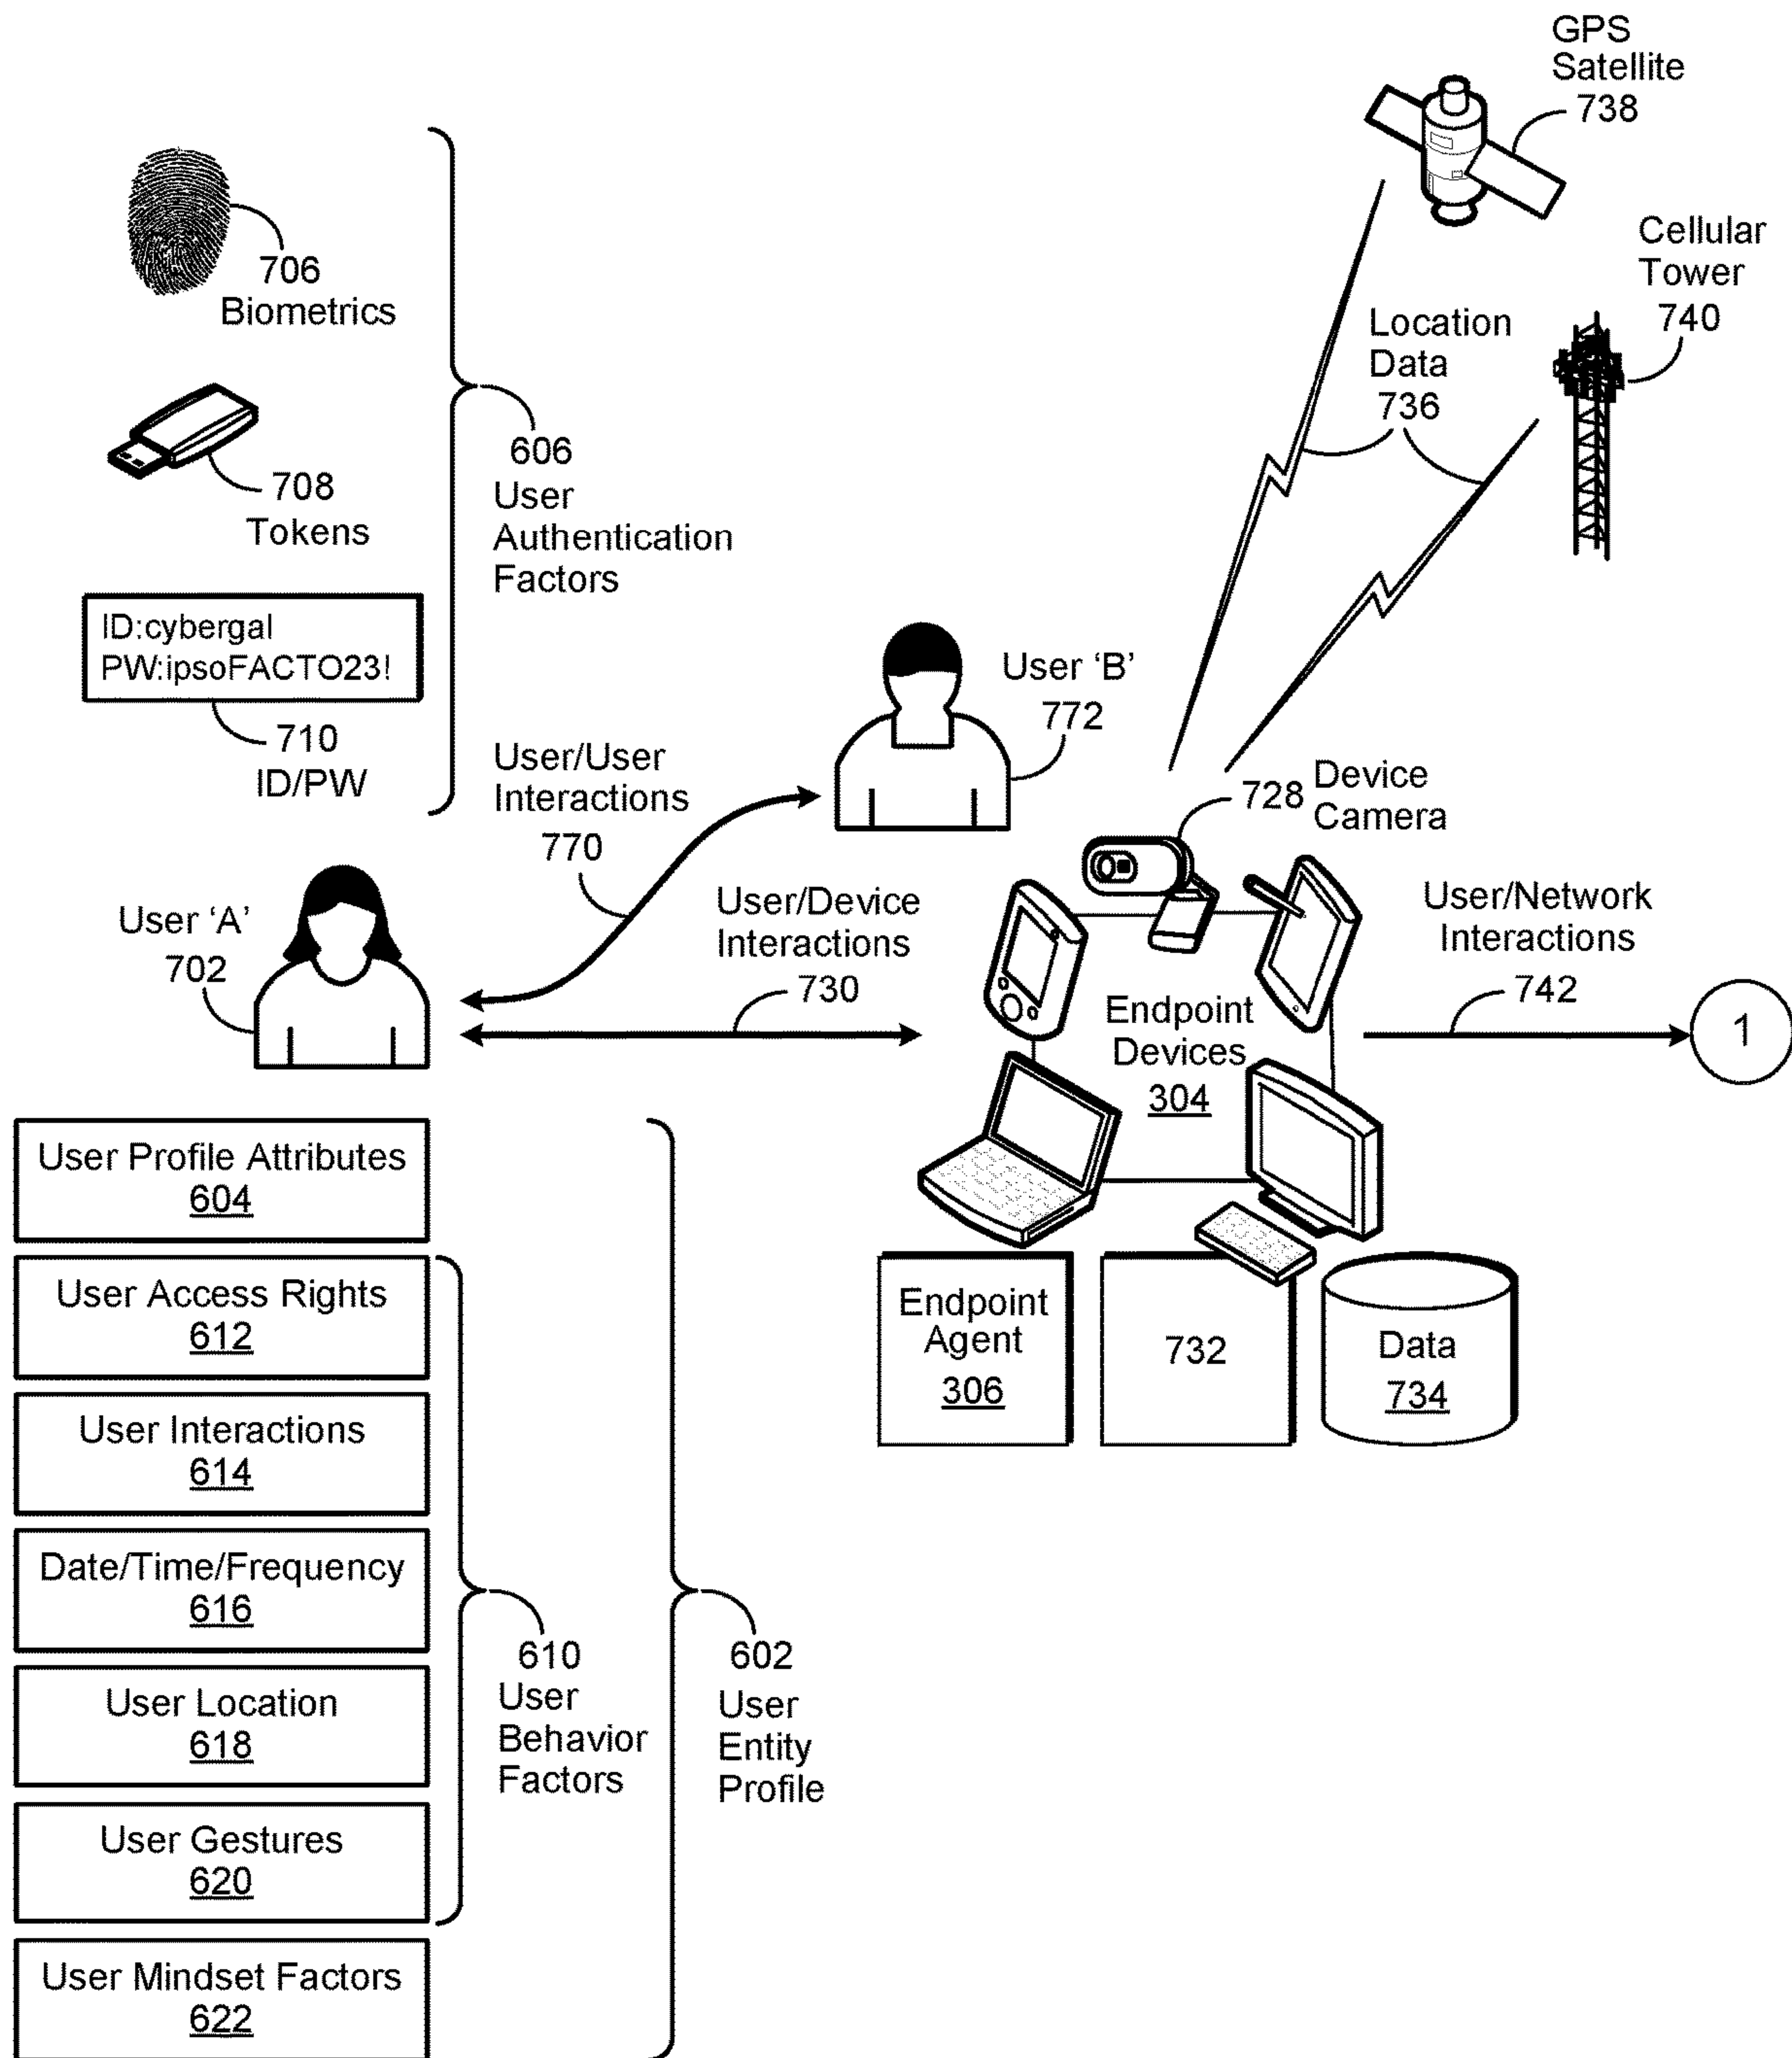 GPS
Satellite
738
Cellular
Tower
740
Location
Data
736
706
Biometrics
708
Tokens
ID:cybergal
PW:ipsoFACTO23!
710
ID/PW
606
User
Authentication
Factors
User 'B'
772
User/User
Interactions
770
728
Device
Camera
User 'A'
702
User/Device
Interactions
730
Endpoint
Devices
304
User/Network
Interactions
742
1
User Profile Attributes
604
User Access Rights
612
User Interactions
614
Date/Time/Frequency
616
User Location
618
User Gestures
620
User Mindset Factors
622
610
User
Behavior
Factors
602
User
Entity
Profile
Endpoint
Agent
306
732
Data
734